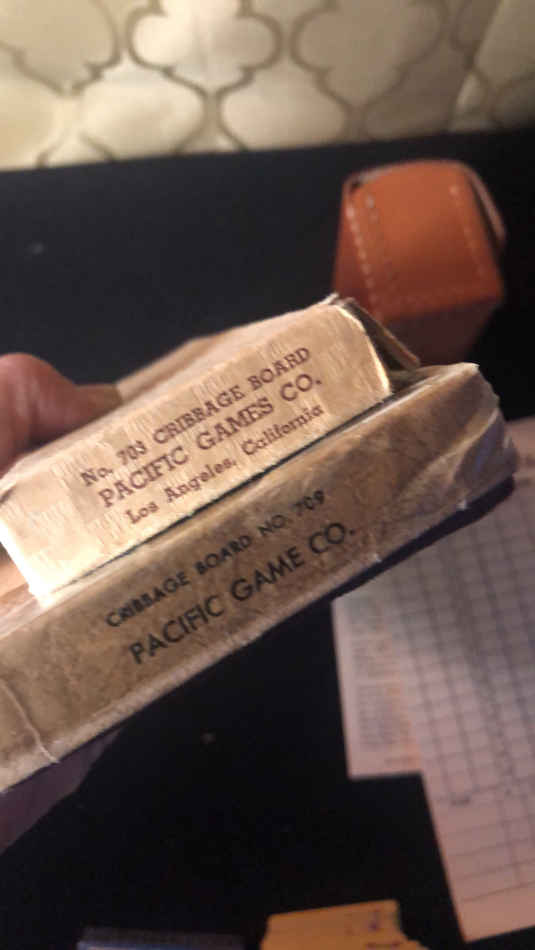 No. 703 CRIBBAGE BOARD
PACIFIC GAMES CO.
Los Angeles, California
CRIBBAGE BOARD NO. 709
PACIFIC GAME CO.